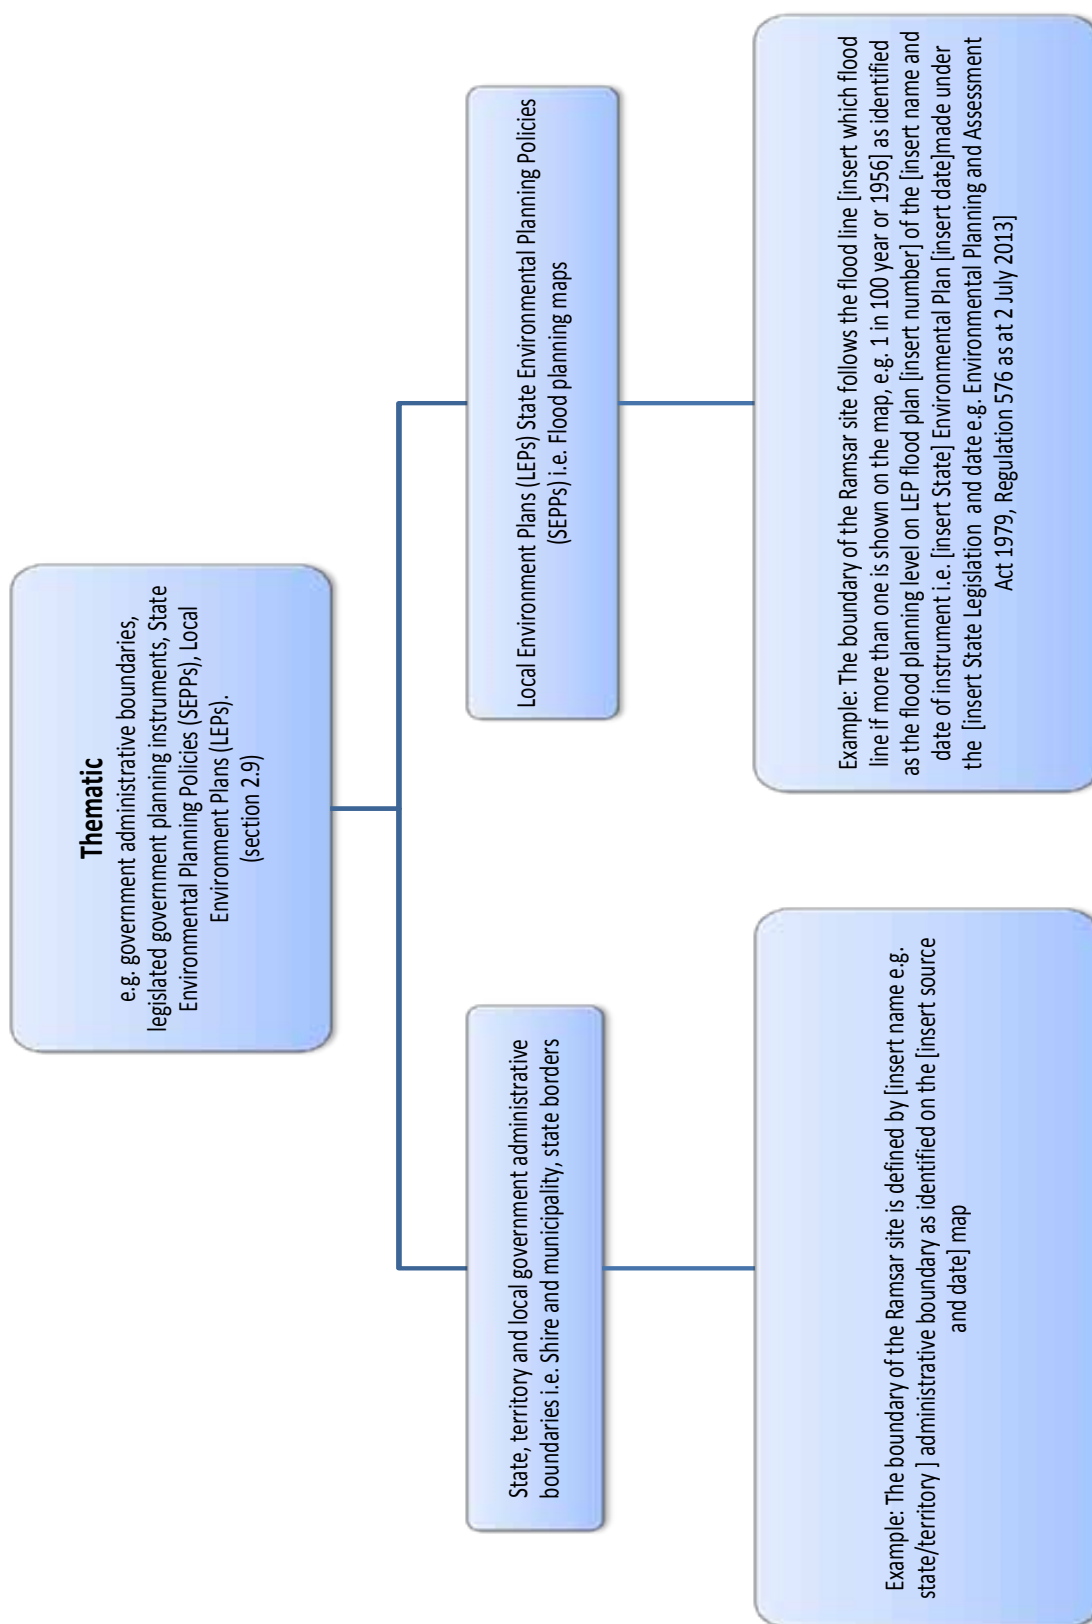 Thematic
e.g. government administrative boundaries,
legislated government planning instruments, State
Environmental Planning Policies (SEPPs), Local
Environment Plans (LEPs).
(section 2.9)
State, territory and local government administrative
boundaries i.e. Shire and municipality, state borders
Example: The boundary of the Ramsar site is defined by [insert name e.g.
state/territory ] administrative boundary as identified on the [insert source
and date] map
Local Environment Plans (LEPs) State Environmental Planning Policies
(SEPPs) i.e. Flood planning maps
Example: The boundary of the Ramsar site follows the flood line [insert which flood
line if more than one is shown on the map, e.g. 1 in 100 year or 1956] as identified
as the flood planning level on LEP flood plan [insert number] of the [insert name and
date of instrument i.e. [insert State] Environmental Plan [insert date]made under
the [insert State Legislation  and date e.g. Environmental Planning and Assessment
Act 1979, Regulation 576 as at 2 July 2013]